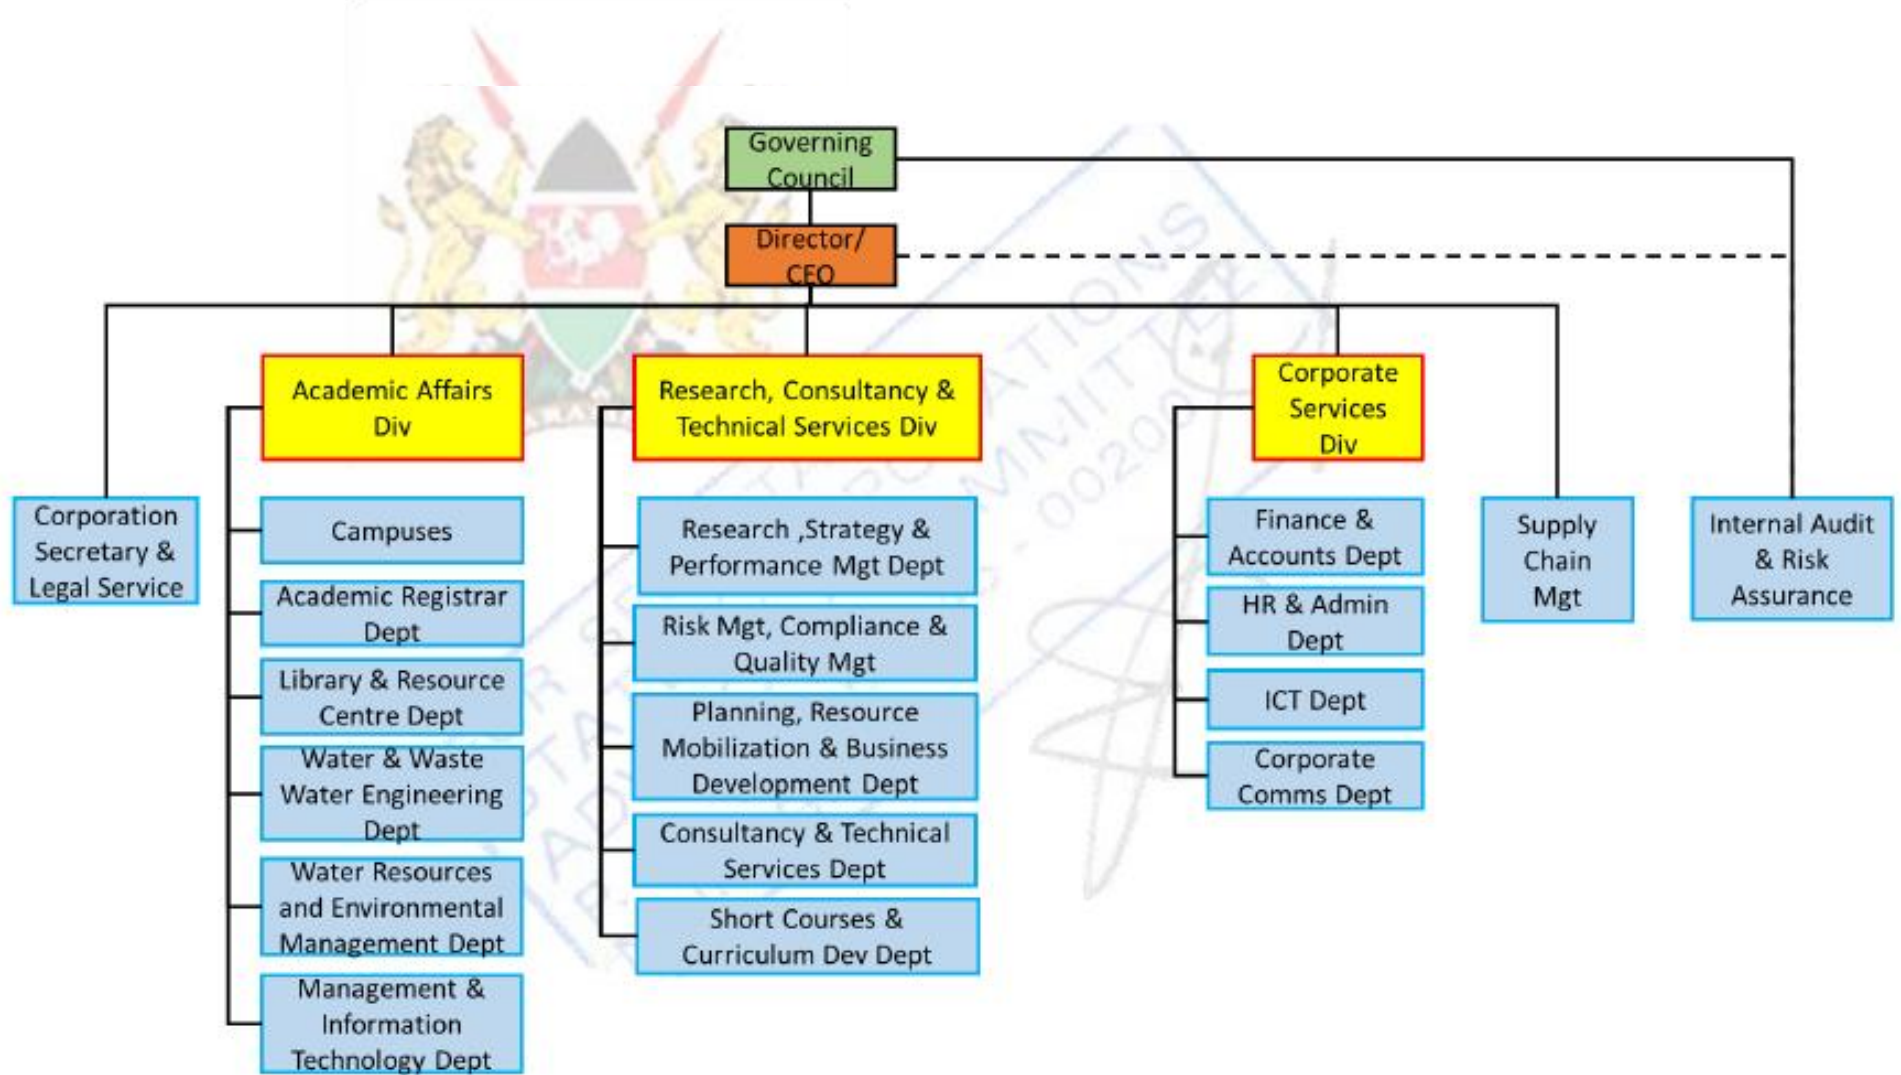 Governing
Council
Director/
CEO
Academic Affairs
Div
Research, Consultancy &
Technical Services Div
Corporate
Services
Div
Corporation
Secretary &
Legal Service
Campuses
Academic Registrar
Dept
Library & Resource
Centre Dept
Water & Waste
Water Engineering
Dept
Water Resources
and Environmental
Management Dept
Management &
Information
Technology Dept
Research ,Strategy &
Performance Mgt Dept
Risk Mgt, Compliance &
Quality Mgt
Planning, Resource
Mobilization & Business
Development Dept
Consultancy & Technical
Services Dept
Short Courses &
Curriculum Dev Dept
Finance &
Accounts Dept
HR & Admin
Dept
ICT Dept
Corporate
Comms Dept
Supply
Chain
Mgt
Internal Audit
& Risk
Assurance